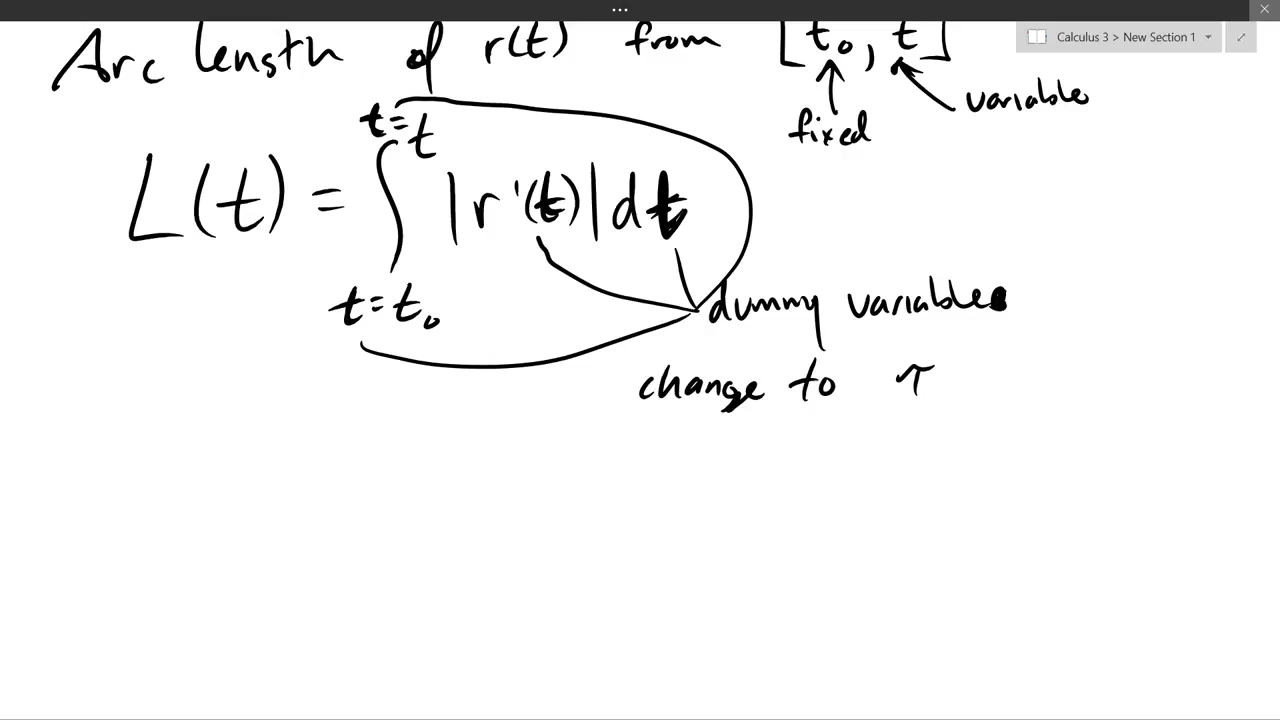 Calculus 3 > New Section 1
Arc length of r(t) from [t₀, t]
fixed
variable
L(t) = ∫_{t=t₀}^{t=t} |r'(t)| dt
dummy variables
change to τ